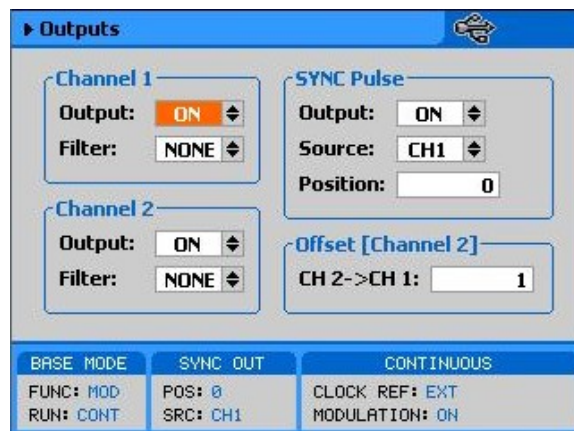 Outputs
Channel 1
Output: ON
Filter: NONE
Channel 2
Output: ON
Filter: NONE
SYNC Pulse
Output: ON
Source: CH1
Position: 0
Offset [Channel 2]
CH 2->CH 1: 1
BASE MODE
FUNC: MOD
RUN: CONT
SYNC OUT
POS: 0
SRC: CH1
CONTINUOUS
CLOCK REF: EXT
MODULATION: ON